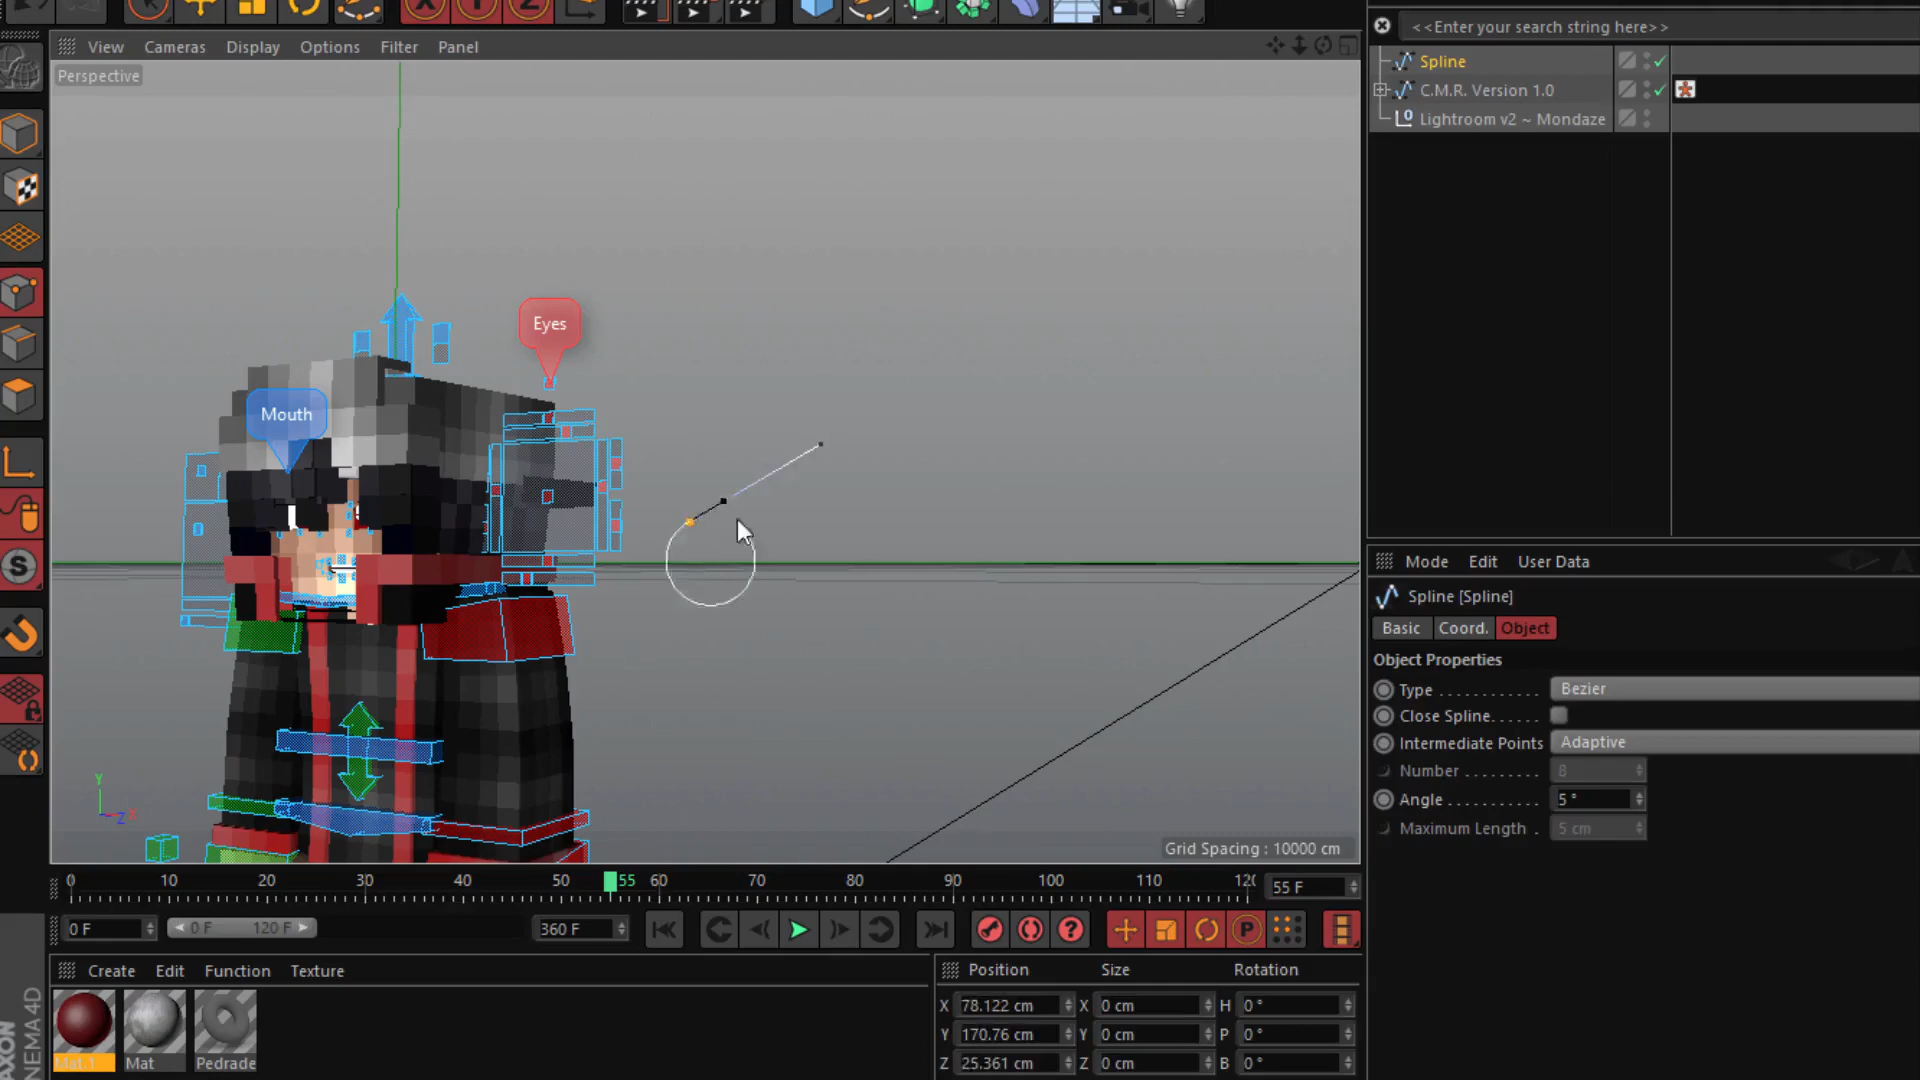 X Y Z
View Cameras Display Options Filter Panel
Perspective
Eyes
Mouth
Y
Z X
Grid Spacing : 10000 cm
<<Enter your search string here>>
Spline
C.M.R. Version 1.0
Lightroom v2 ~ Mondaze
Mode Edit User Data
Spline [Spline]
Basic Coord. Object
Object Properties
Type . . . . . . . . . . . . Bezier
Close Spline. . . . . .
Intermediate Points Adaptive
Number . . . . . . . . . 8
Angle . . . . . . . . . . . 5 °
Maximum Length . 5 cm
0 10 20 30 40 50 55 60 70 80 90 100 110 12
55 F
0 F 0 F 120 F 360 F
P
Create Edit Function Texture
Mat.1 Mat Pedrade
Position Size Rotation
X 78.122 cm X 0 cm H 0 °
Y 170.76 cm Y 0 cm P 0 °
Z 25.361 cm Z 0 cm B 0 °
AXON
NEMA 4D